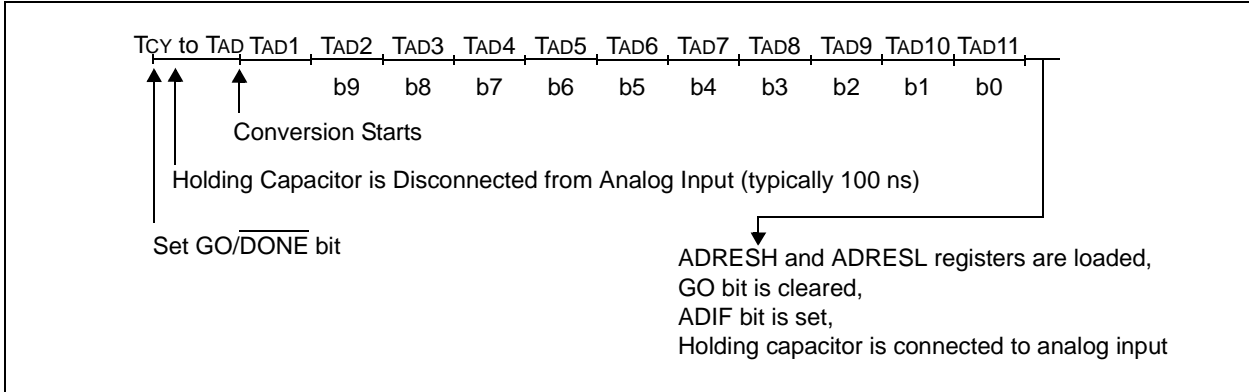 TCY to TAD TAD1 TAD2 TAD3 TAD4 TAD5 TAD6 TAD7 TAD8 TAD9 TAD10 TAD11
b9 b8 b7 b6 b5 b4 b3 b2 b1 b0
Conversion Starts
Holding Capacitor is Disconnected from Analog Input (typically 100 ns)
Set GO/DONE bit
ADRESH and ADRESL registers are loaded,
GO bit is cleared,
ADIF bit is set,
Holding capacitor is connected to analog input